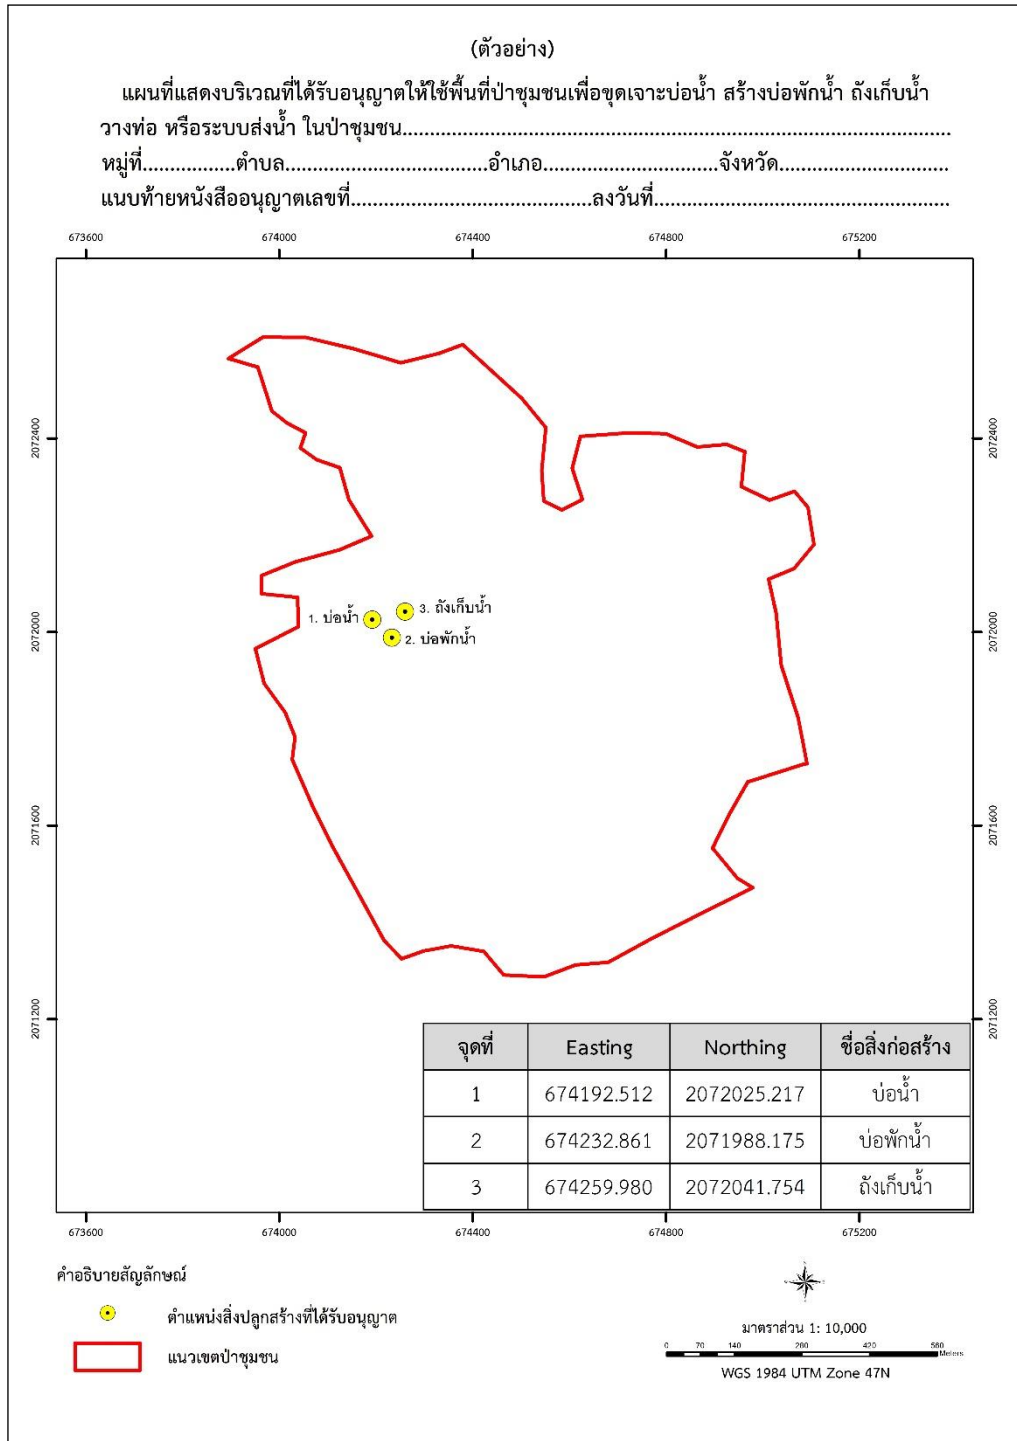 (ตัวอย่าง)
แผนที่แสดงบริเวณที่ได้รับอนุญาตให้ใช้พื้นที่ป่าชุมชนเพื่อขุดเจาะบ่อน้ำ สร้างบ่อพักน้ำ ถังเก็บน้ำ
วางท่อ หรือระบบส่งน้ำ ในป่าชุมชน..........................................................................................
หมู่ที่.................ตำบล....................................อำเภอ...............................จังหวัด..............................
แนบท้ายหนังสืออนุญาตเลขที่...........................................ลงวันที่.....................................................
673600 674000 674400 674800 675200
2072400 2072400
1. บ่อน้ำ 3. ถังเก็บน้ำ
2. บ่อพักน้ำ
2072000 2072000
2071600 2071600
2071200 2071200
จุดที่ Easting Northing ชื่อสิ่งก่อสร้าง
1 674192.512 2072025.217 บ่อน้ำ
2 674232.861 2071988.175 บ่อพักน้ำ
3 674259.980 2072041.754 ถังเก็บน้ำ
673600 674000 674400 674800 675200
คำอธิบายสัญลักษณ์
ตำแหน่งสิ่งปลูกสร้างที่ได้รับอนุญาต
แนวเขตป่าชุมชน
มาตราส่วน 1: 10,000
0 70 140 280 420 560 Meters
WGS 1984 UTM Zone 47N